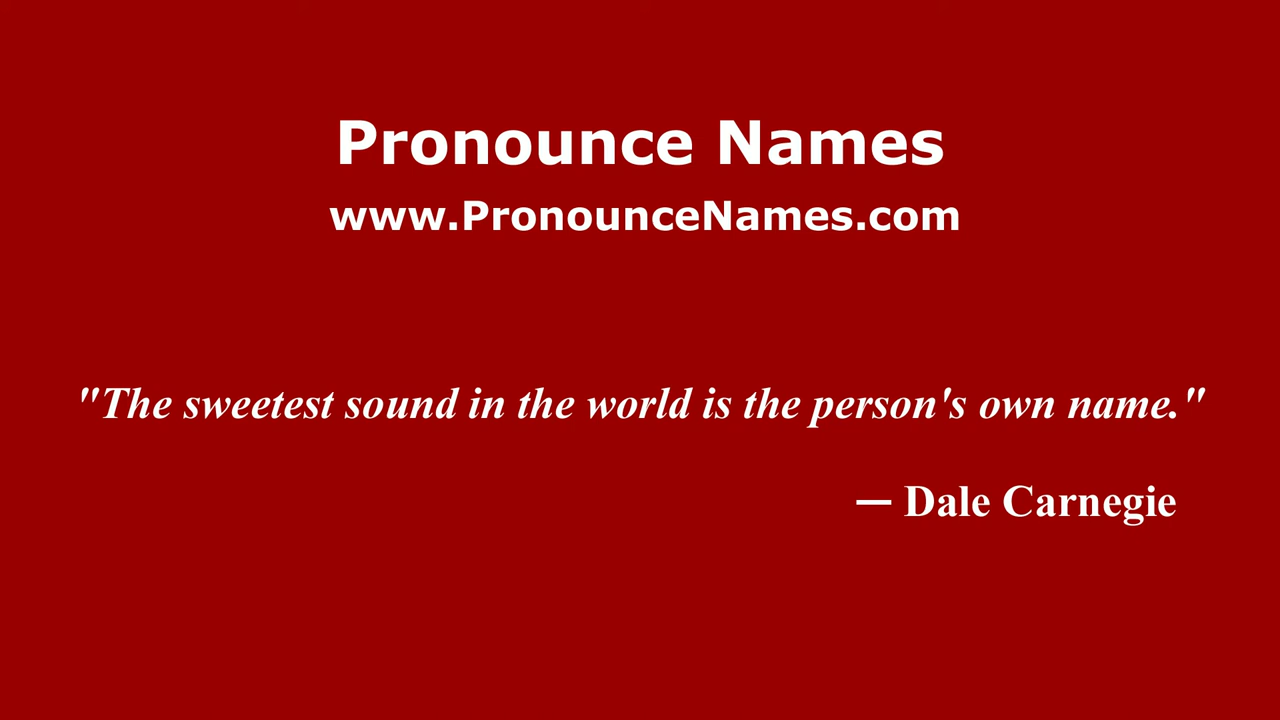 Pronounce Names
www.PronounceNames.com
"The sweetest sound in the world is the person's own name."
— Dale Carnegie